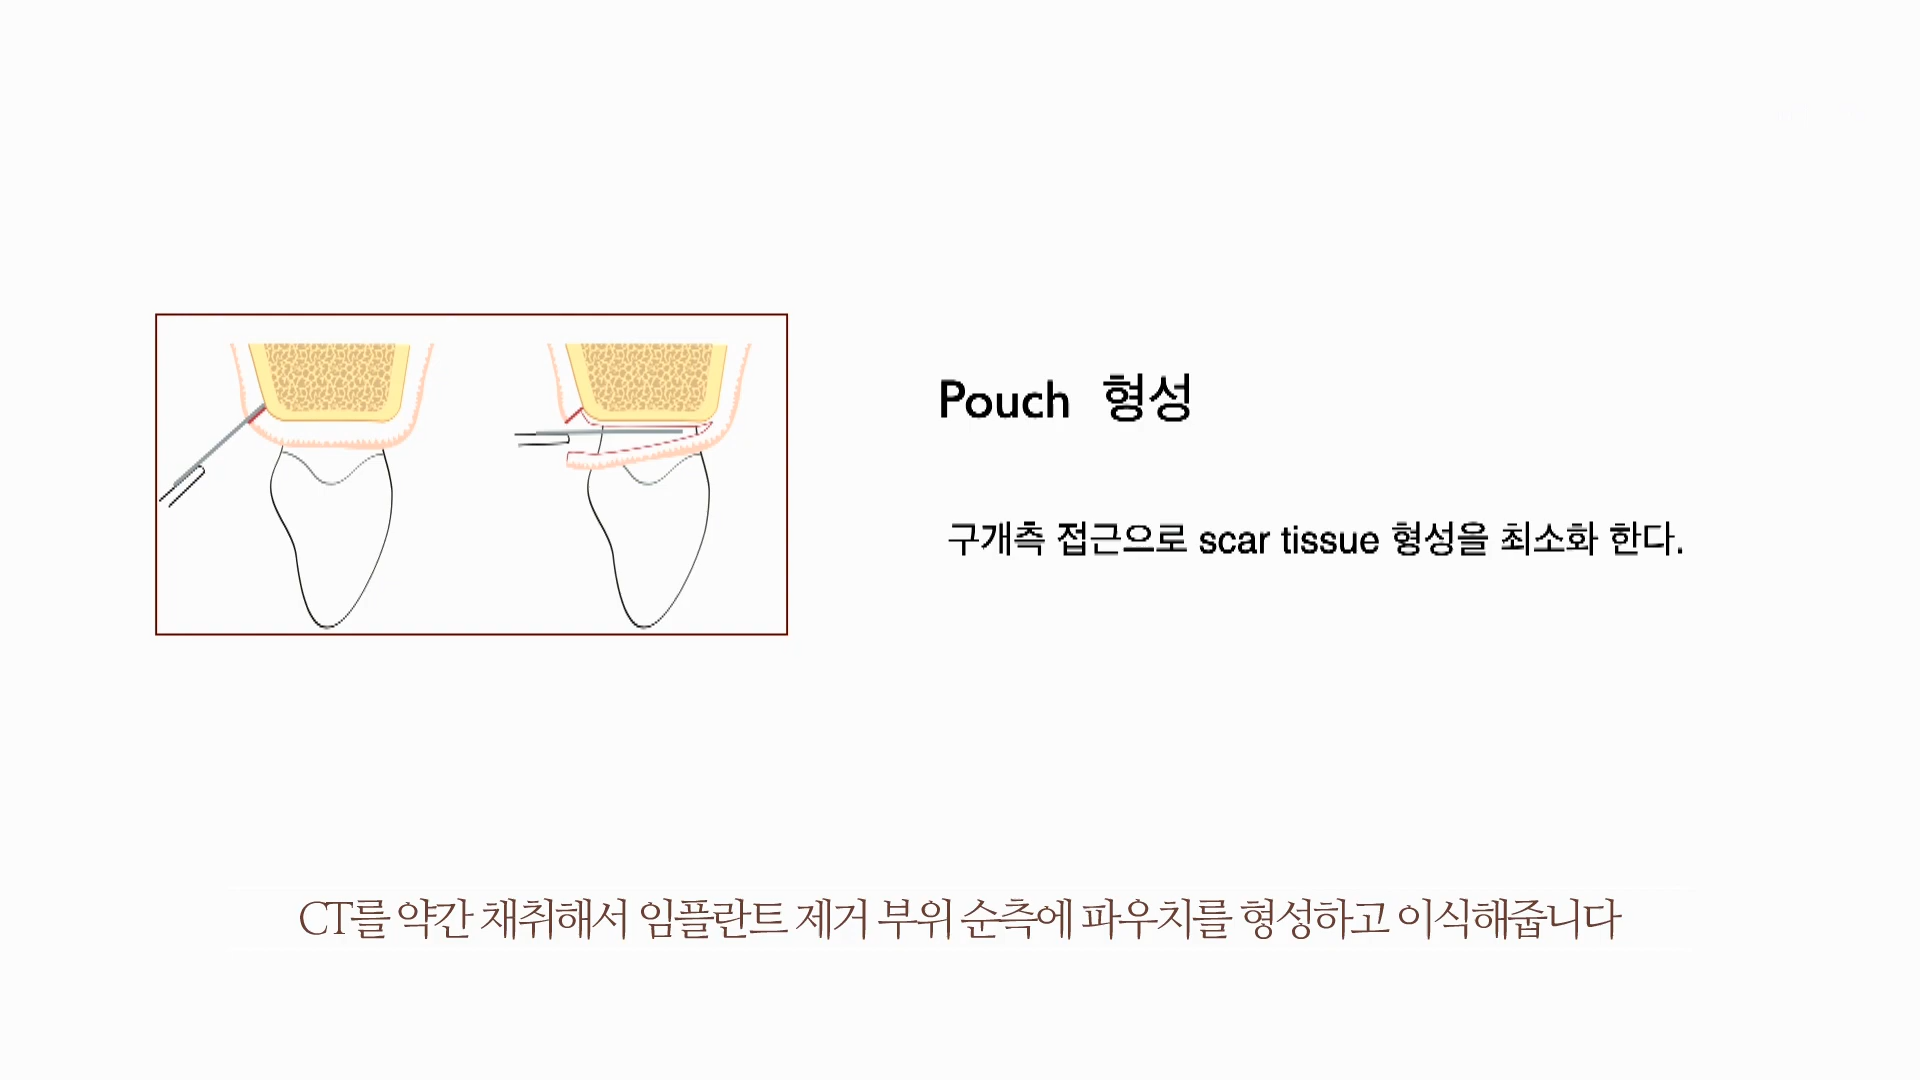 Pouch 형성
구개측 접근으로 scar tissue 형성을 최소화 한다.
CT를 약간 채취해서 임플란트 제거 부위 순측에 파우치를 형성하고 이식해줍니다